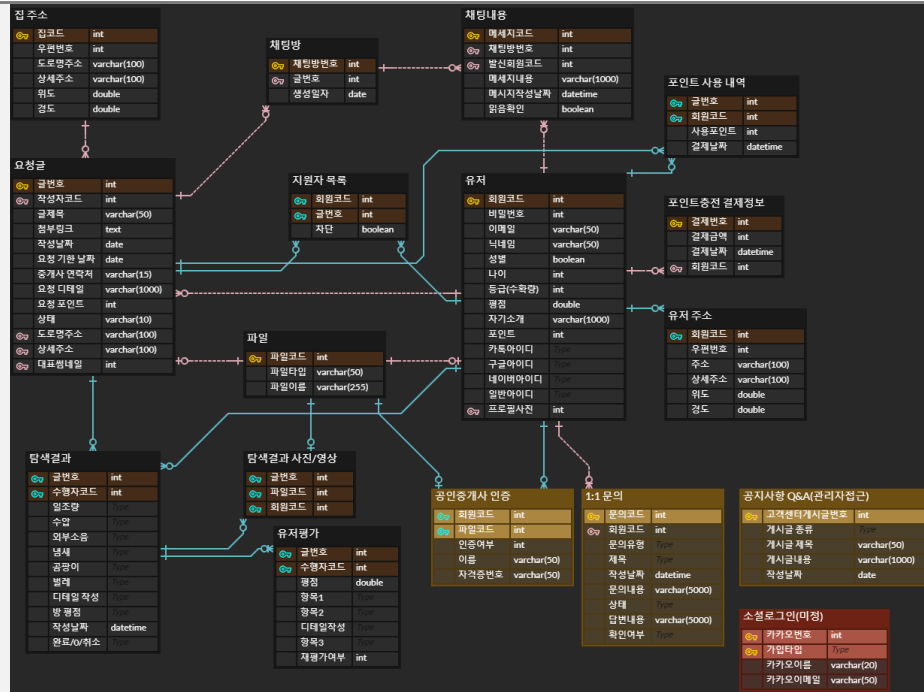 집 주소
집코드 int
우편번호 int
도로명주소 varchar(100)
상세주소 varchar(100)
위도 double
경도 double
채팅방
채팅방번호 int
글번호 int
생성일자 date
채팅내용
메세지코드 int
채팅방번호 int
발신회원코드 int
메세지내용 varchar(1000)
메시지작성날짜 datetime
읽음확인 boolean
포인트 사용 내역
글번호 int
회원코드 int
사용포인트 int
결제날짜 datetime
요청글
글번호 int
작성자코드 int
글제목 varchar(50)
첨부링크 text
작성날짜 date
요청 기한 날짜 date
중개사 연락처 varchar(15)
요청 디테일 varchar(1000)
요청 포인트 int
상태 varchar(10)
도로명주소 varchar(100)
상세주소 varchar(100)
대표썸네일 int
지원자 목록
회원코드 int
글번호 int
차단 boolean
유저
회원코드 int
비밀번호 int
이메일 varchar(50)
닉네임 varchar(50)
성별 boolean
나이 int
등급(수확량) int
평점 double
자기소개 varchar(1000)
포인트 int
카톡아이디 Type
구글아이디 Type
네이버아이디 Type
일반아이디 Type
프로필사진 int
포인트충전 결제정보
결제번호 int
결제금액 int
결제날짜 datetime
회원코드 int
유저 주소
회원코드 int
우편번호 int
주소 varchar(100)
상세주소 varchar(100)
위도 double
경도 double
파일
파일코드 int
파일타입 varchar(50)
파일이름 varchar(255)
탐색결과
글번호 int
수행자코드 int
일조량 Type
수압 Type
외부소음 Type
냄새 Type
곰팡이 Type
벌레 Type
디테일 작성 Type
방 평점 Type
작성날짜 datetime
완료/0/취소 Type
탐색결과 사진/영상
글번호 int
파일코드 int
회원코드 int
유저평가
글번호 int
수행자코드 int
평점 double
항목1 Type
항목2 Type
디테일작성 Type
항목3 Type
재평가여부 int
공인중개사 인증
회원코드 int
파일코드 int
인증여부 int
이름 varchar(50)
자격증번호 varchar(50)
1:1 문의
문의코드 int
회원코드 int
문의유형 Type
제목 Type
작성날짜 datetime
문의내용 varchar(5000)
상태 Type
답변내용 varchar(5000)
확인여부 Type
공지사항 Q&A(관리자접근)
고객센터게시글번호 int
게시글 종류 Type
게시글 제목 varchar(50)
게시글내용 varchar(1000)
작성날짜 date
소셜로그인(미정)
카카오번호 int
가입타입 Type
카카오이름 varchar(20)
카카오이메일 varchar(50)